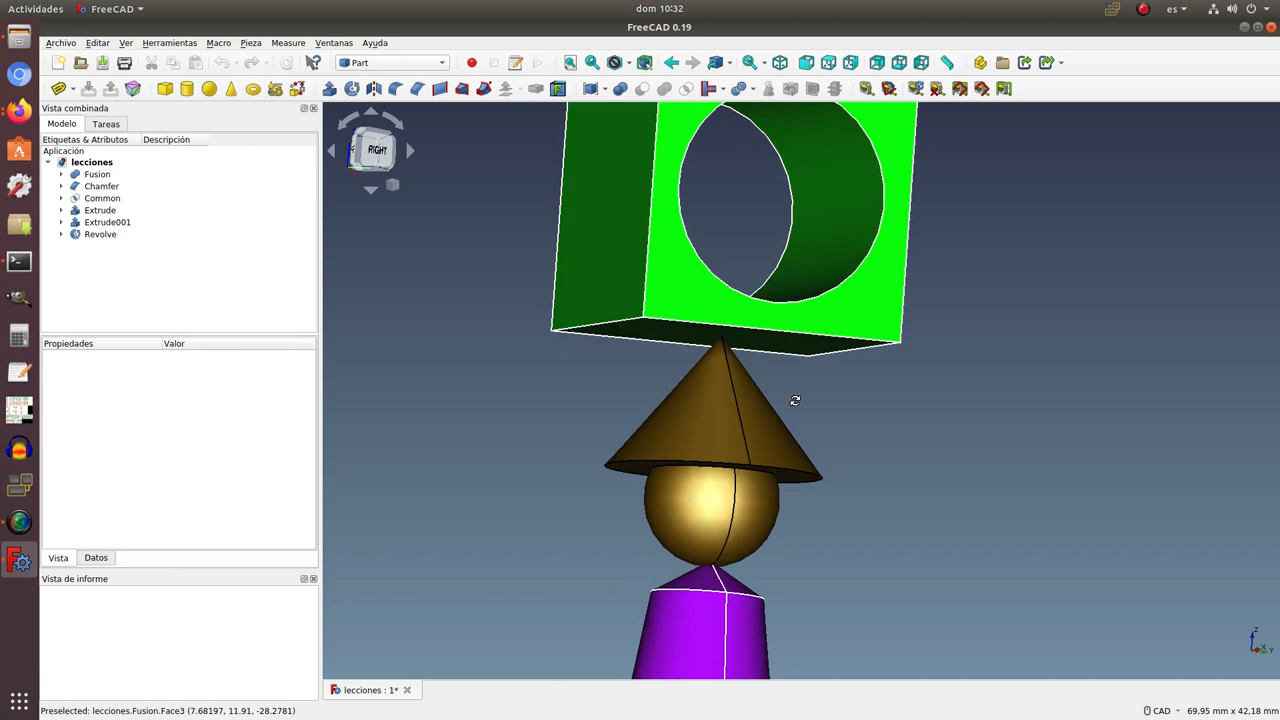 Actividades
FreeCAD
dom 10:32
es
FreeCAD 0.19
Archivo
Editar
Ver
Herramientas
Macro
Pieza
Measure
Ventanas
Ayuda
Part
Vista combinada
Modelo
Tareas
Etiquetas & Atributos
Descripción
Aplicación
lecciones
Fusion
Chamfer
Common
Extrude
Extrude001
Revolve
RIGHT
Propiedades
Valor
Vista
Datos
Vista de informe
Z
X
Y
lecciones : 1*
Preselected: lecciones.Fusion.Face3 (7.68197, 11.91, -28.2781)
CAD
69,95 mm x 42,18 mm